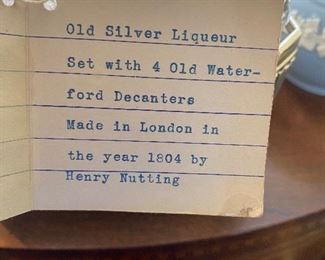 Old Silver Liqueur
Set with 4 Old Water-
ford Decanters
Made in London in
the year 1804 by
Henry Nutting